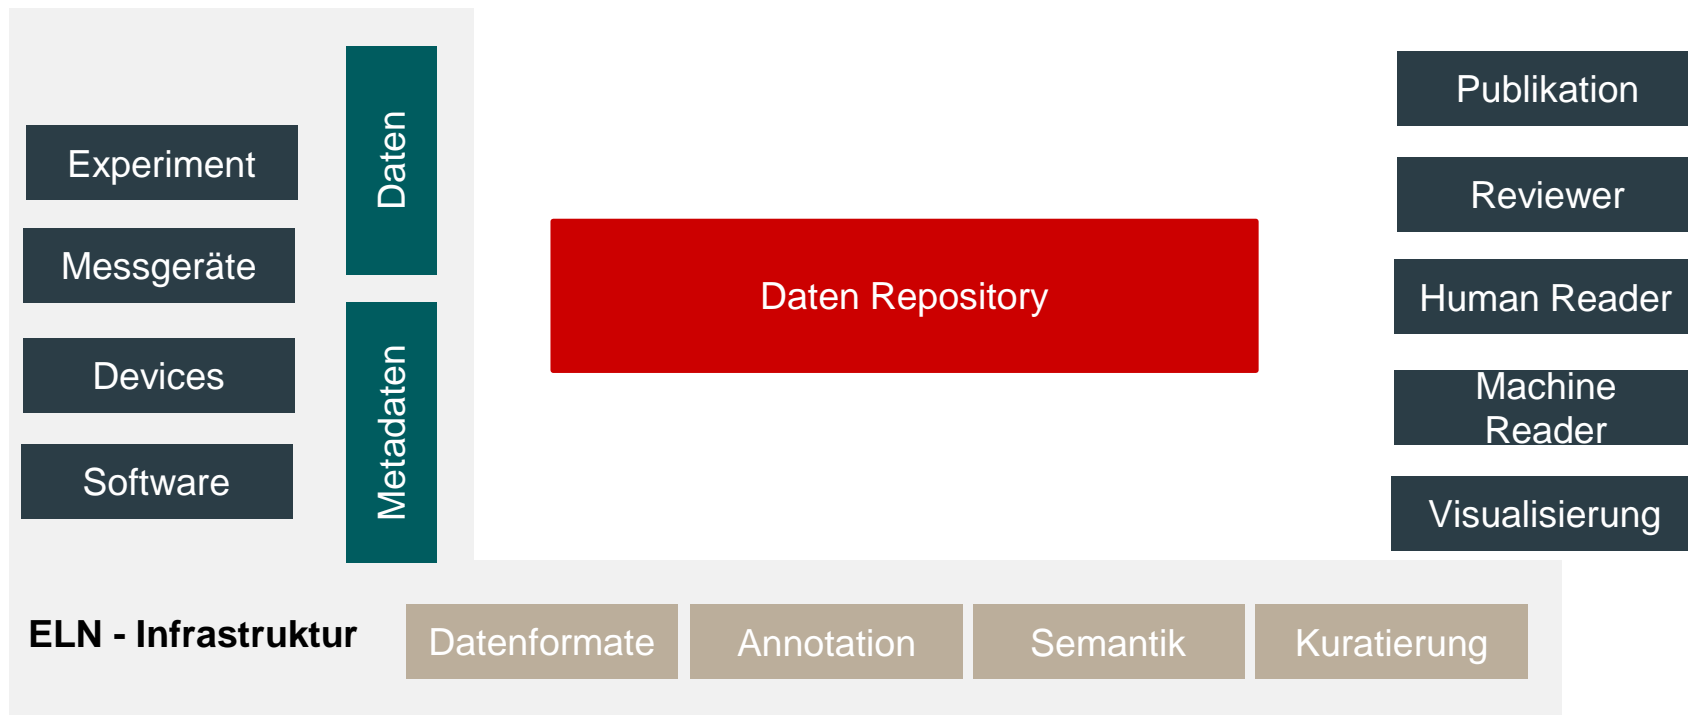 Experiment
Messgeräte
Devices
Software
Daten
Metadaten
Daten Repository
Publikation
Reviewer
Human Reader
Machine
Reader
Visualisierung
ELN - Infrastruktur
Datenformate
Annotation
Semantik
Kuratierung